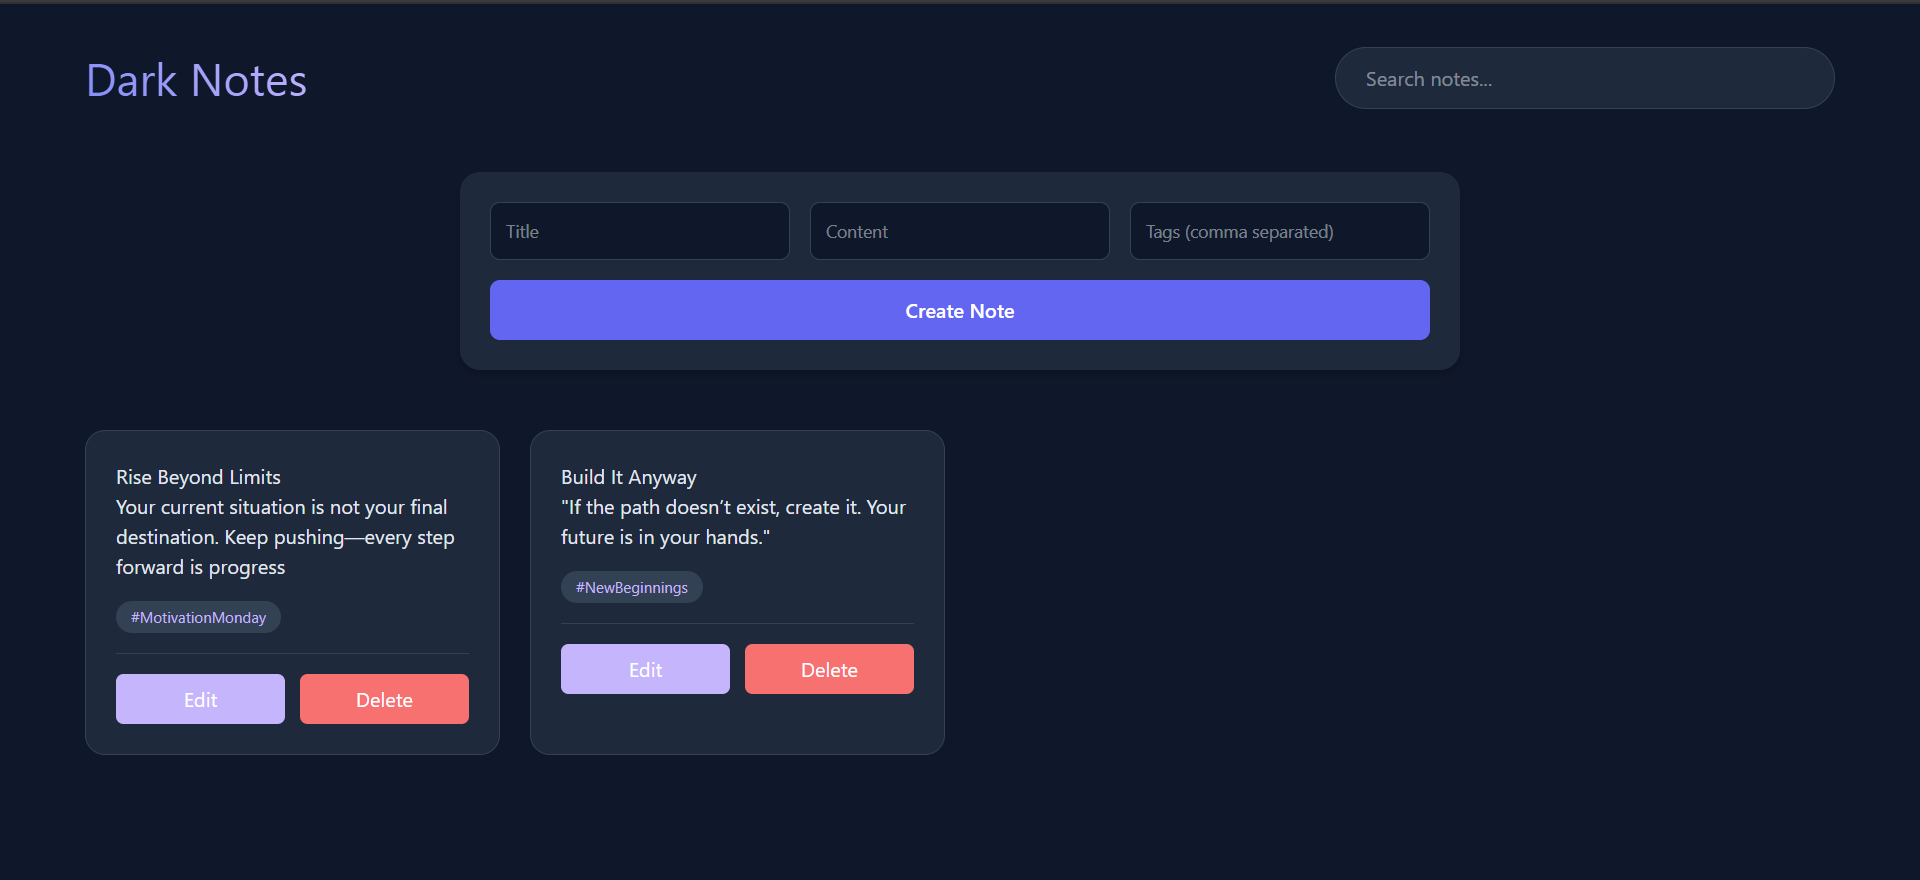 Dark Notes
Search notes...
Title
Content
Tags (comma separated)
Create Note
Rise Beyond Limits
Your current situation is not your final
destination. Keep pushing—every step
forward is progress
#MotivationMonday
Edit
Delete
Build It Anyway
"If the path doesn’t exist, create it. Your
future is in your hands."
#NewBeginnings
Edit
Delete